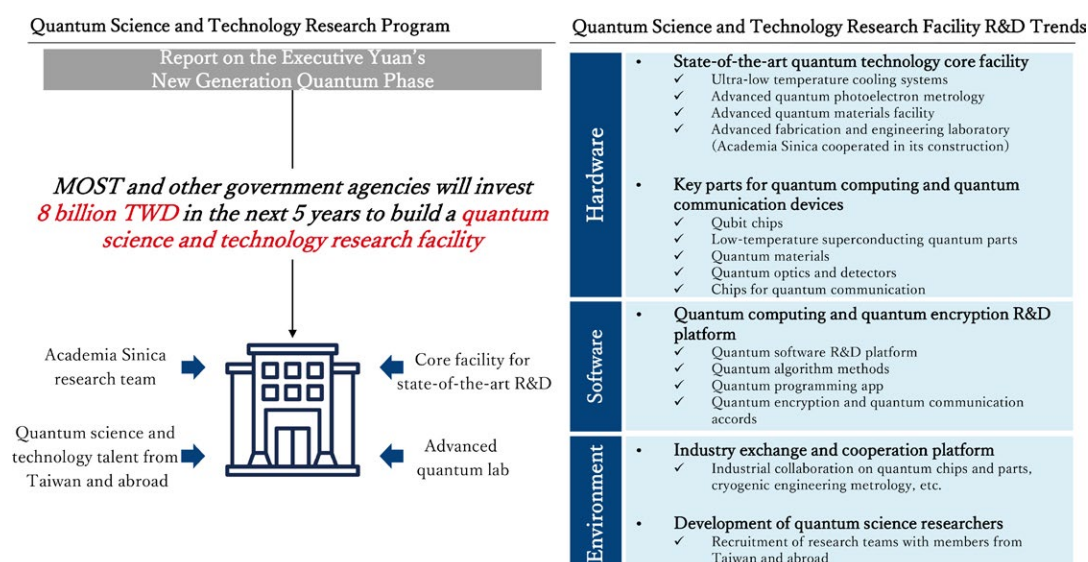 Quantum Science and Technology Research Program
Report on the Executive Yuan's
New Generation Quantum Phase
MOST and other government agencies will invest
8 billion TWD in the next 5 years to build a quantum
science and technology research facility
Academia Sinica
research team
Quantum science and
technology talent from
Taiwan and abroad
Core facility for
state-of-the-art R&D
Advanced
quantum lab
Quantum Science and Technology Research Facility R&D Trends
Hardware
• State-of-the-art quantum technology core facility
✓ Ultra-low temperature cooling systems
✓ Advanced quantum photoelectron metrology
✓ Advanced quantum materials facility
✓ Advanced fabrication and engineering laboratory
(Academia Sinica cooperated in its construction)
• Key parts for quantum computing and quantum
communication devices
✓ Qubit chips
✓ Low-temperature superconducting quantum parts
✓ Quantum materials
✓ Quantum optics and detectors
✓ Chips for quantum communication
Software
• Quantum computing and quantum encryption R&D
platform
✓ Quantum software R&D platform
✓ Quantum algorithm methods
✓ Quantum programming app
✓ Quantum encryption and quantum communication
accords
Environment
• Industry exchange and cooperation platform
✓ Industrial collaboration on quantum chips and parts,
cryogenic engineering metrology, etc.
• Development of quantum science researchers
✓ Recruitment of research teams with members from
Taiwan and abroad